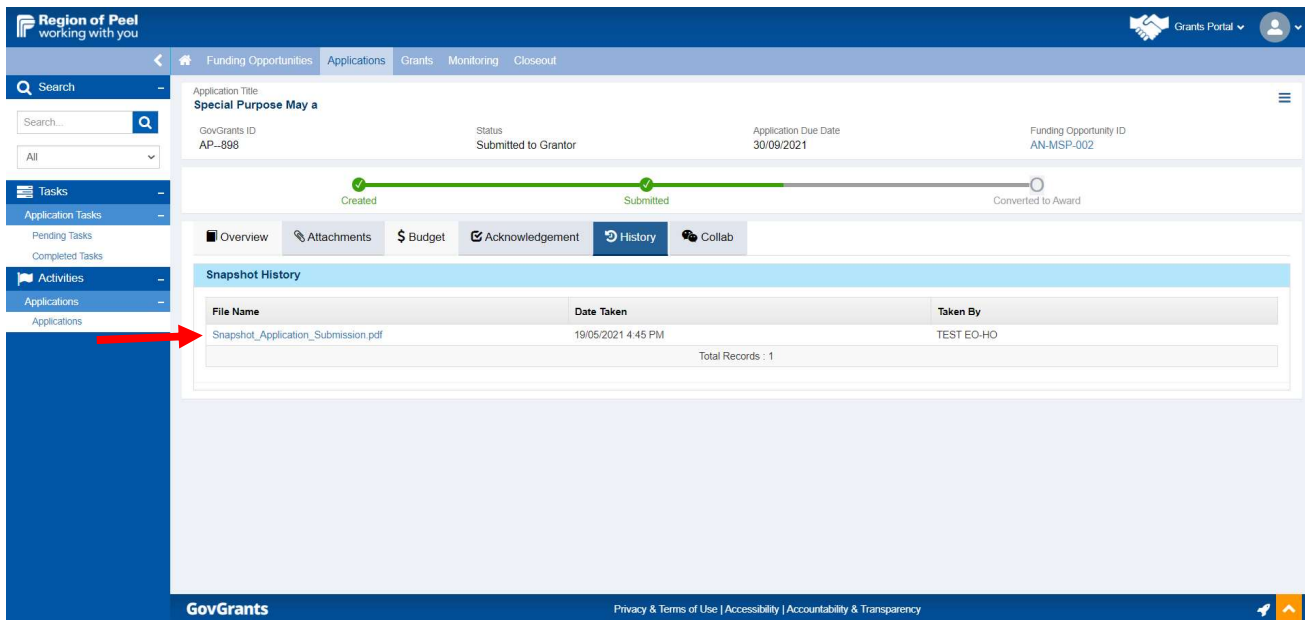 Region of Peel
working with you
Grants Portal
Funding Opportunities Applications Grants Monitoring Closeout
Search
Search...
All
Tasks
Application Tasks
Pending Tasks
Completed Tasks
Activities
Applications
Applications
Application Title
Special Purpose May a
GovGrants ID Status Application Due Date Funding Opportunity ID
AP--898 Submitted to Grantor 30/09/2021 AN-MSP-002
Created Submitted Converted to Award
Overview Attachments $ Budget Acknowledgement History Collab
Snapshot History
File Name Date Taken Taken By
Snapshot_Application_Submission.pdf 19/05/2021 4:45 PM TEST EO-HO
Total Records : 1
GovGrants Privacy & Terms of Use | Accessibility | Accountability & Transparency